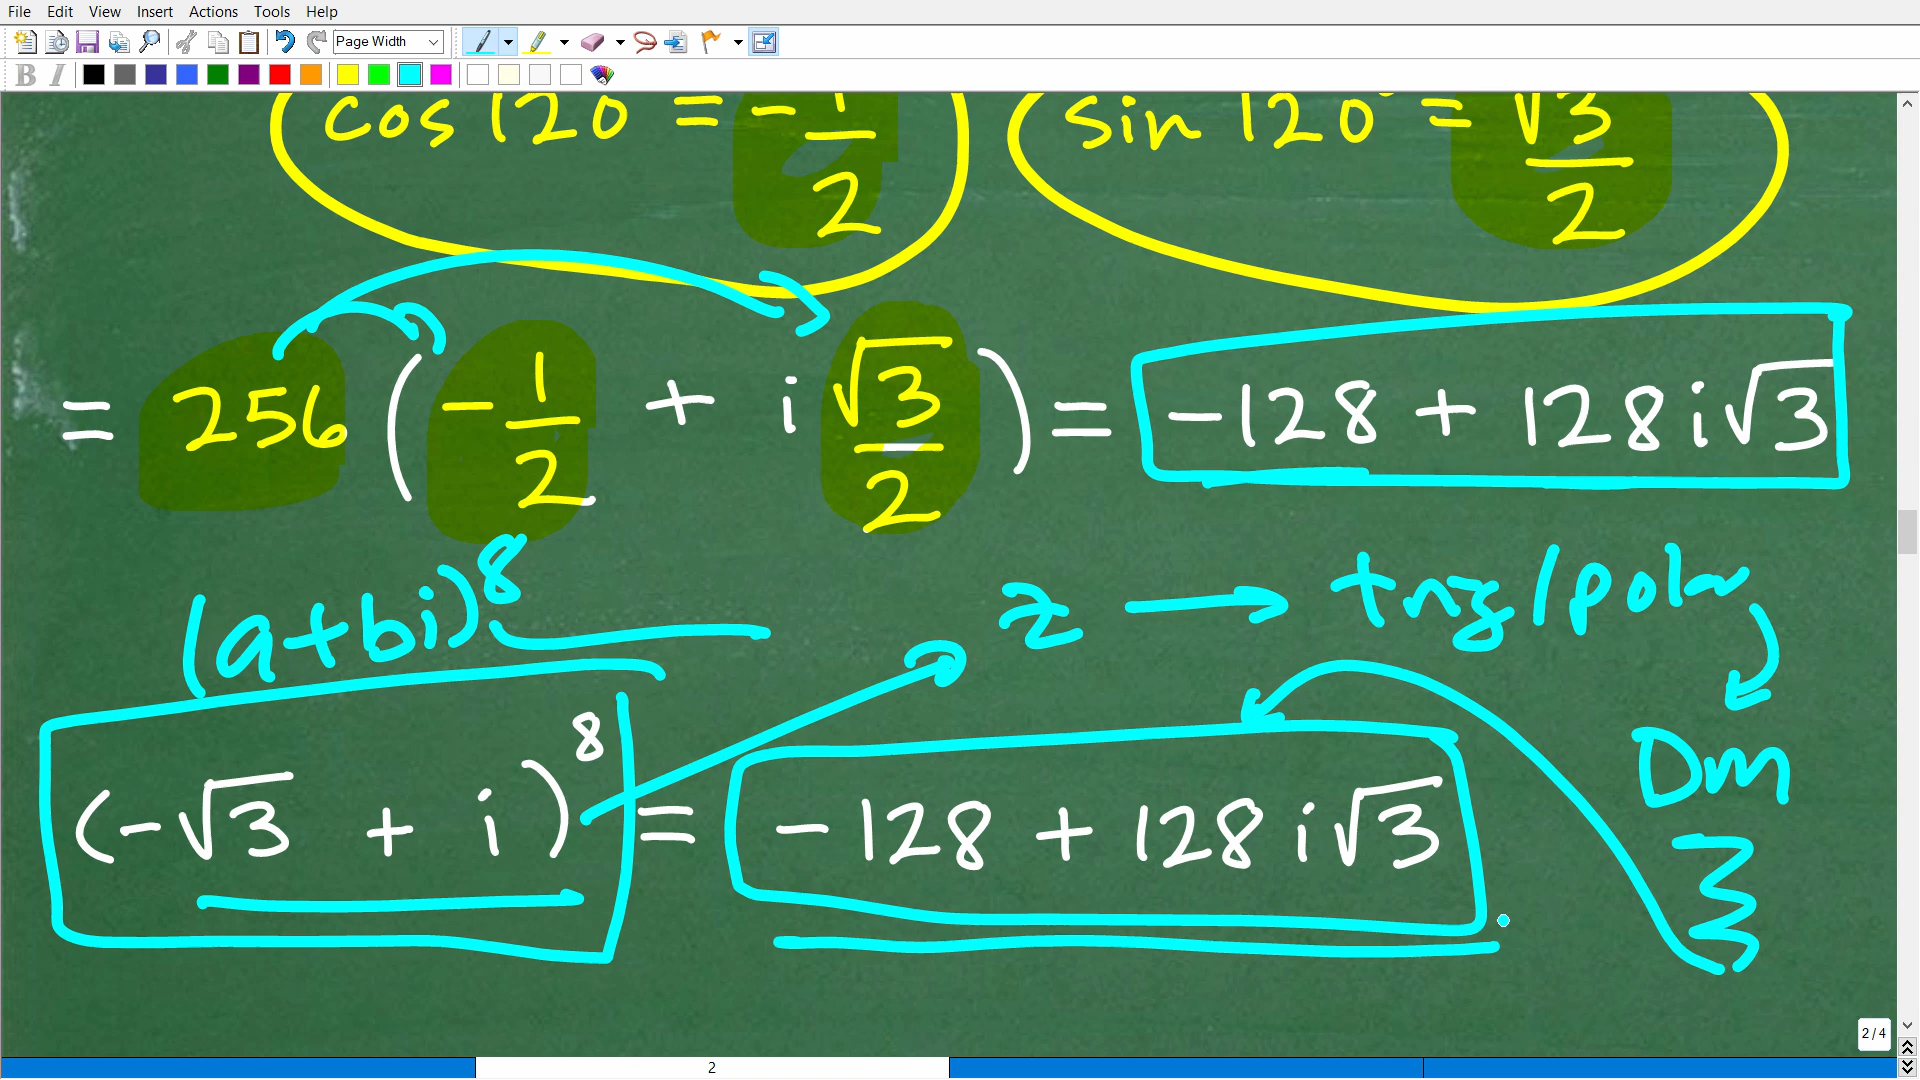 File Edit View Insert Actions Tools Help
Page Width
B I
cos 120 = -1/2 sin 120° = √3/2
= 256 ( -1/2 + i √3/2 ) = -128 + 128i√3
(a+bi)^8
z → trig/polar
(-√3 + i)^8 = -128 + 128i√3
Dm
2 / 4
2